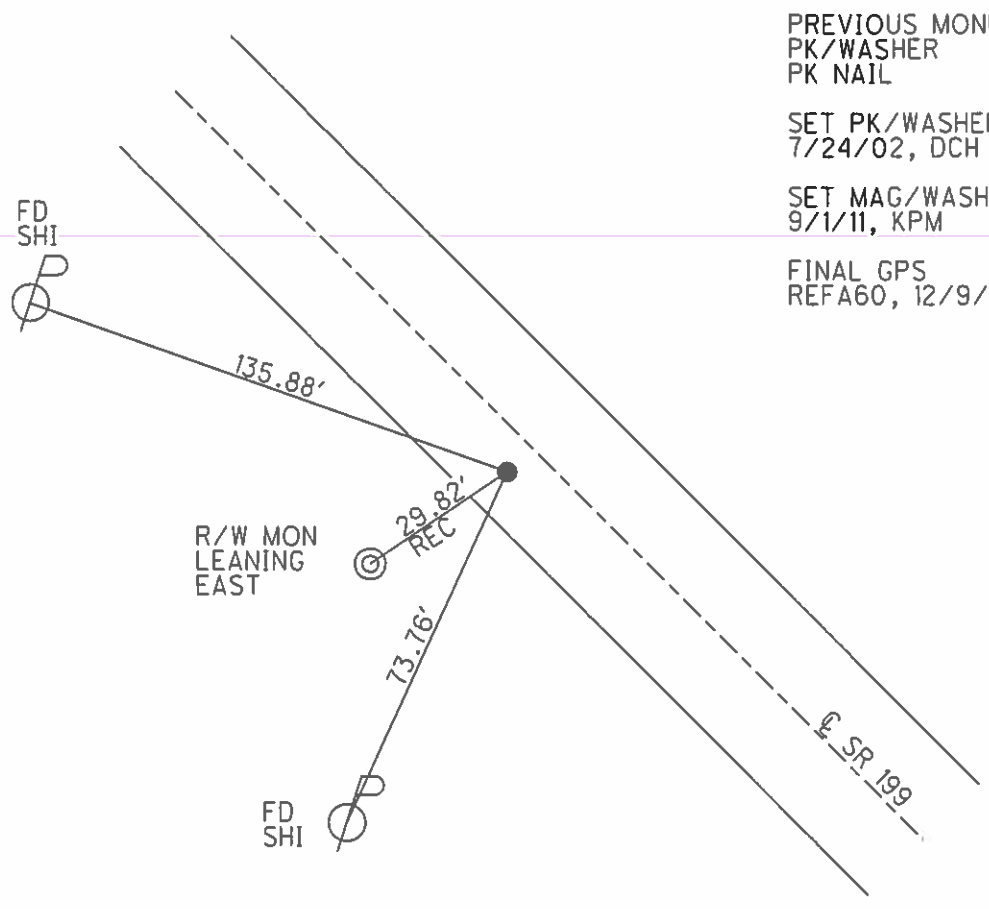 PREVIOUS
PK/WASHER
PK NAIL
SET PK/WASHER
7/24/02, DCH
SET MAG/WASH
9/1/11, KPM
FINAL GPS
REFA60, 12/9/
FD
SHI
135.88'
29.82'
REC
R/W MON
LEANING
EAST
73.76'
℄ SR 199
FD
SHI